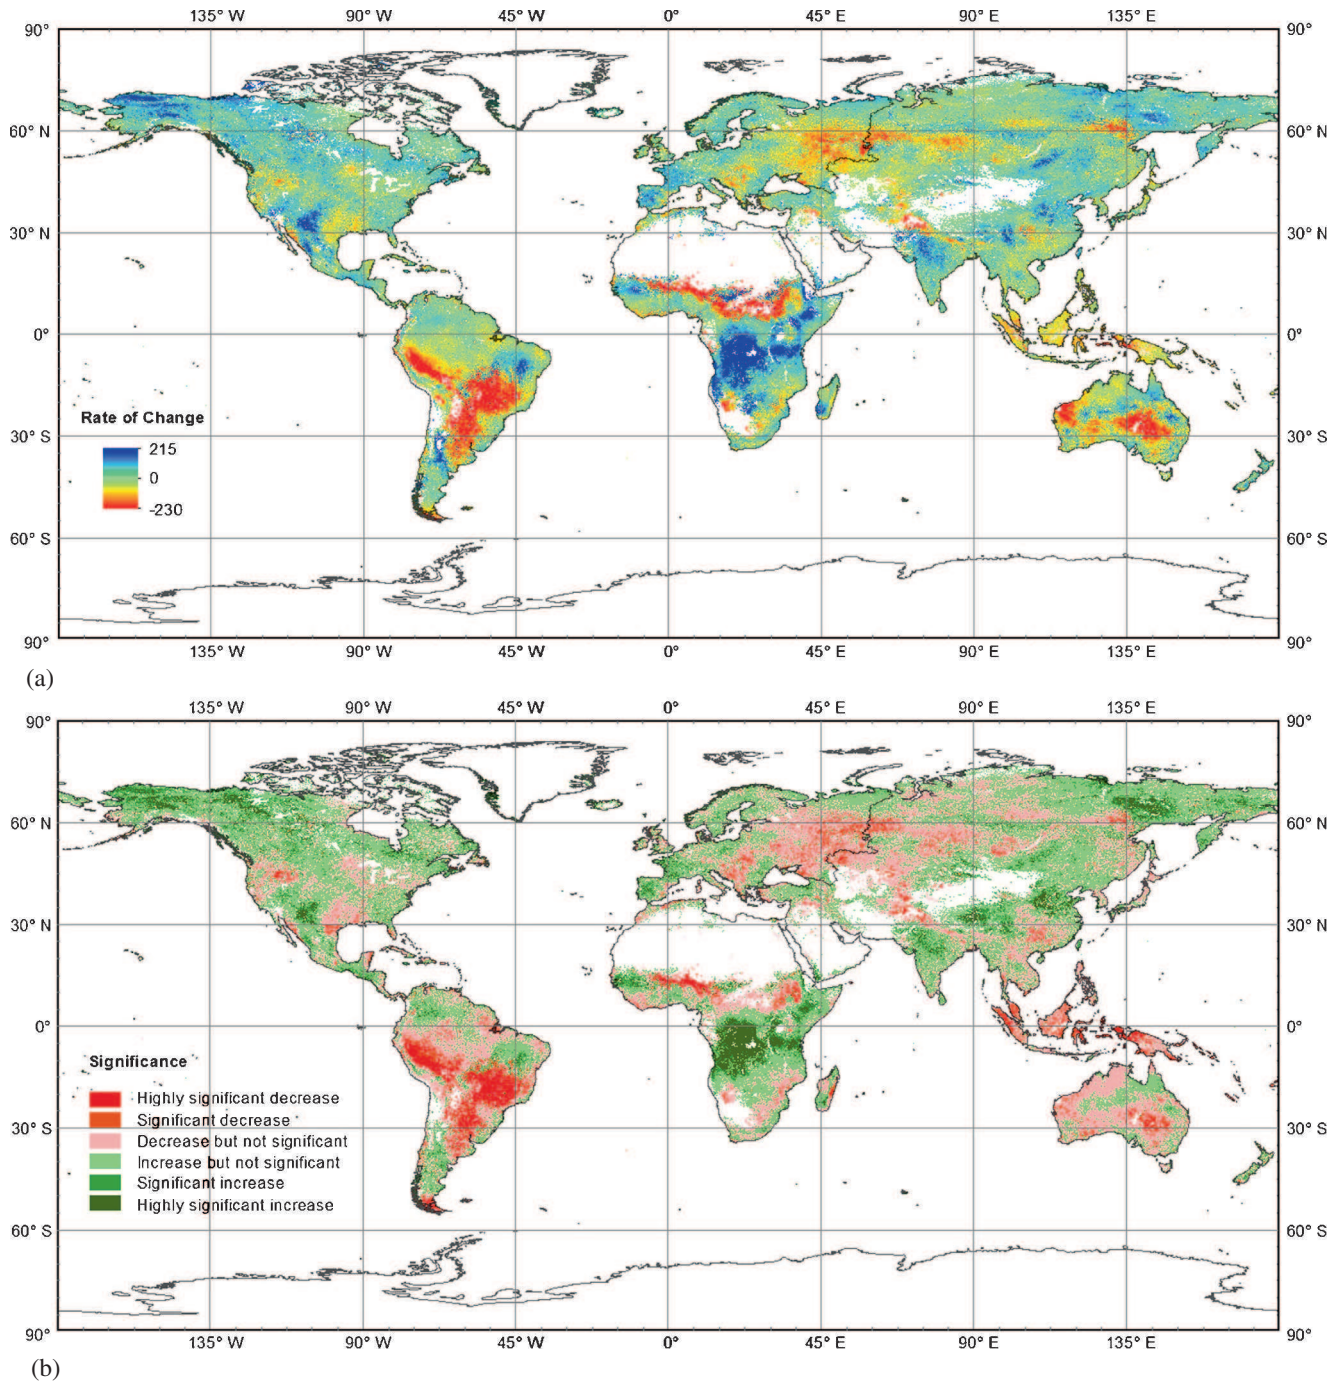 135° W 90° W 45° W 0° 45° E 90° E 135° E
90° 90°
60° N 60° N
30° N 30° N
0° 0°
Rate of Change
30° S 30° S
215
0
-230
60° S 60° S
90° 90°
135° W 90° W 45° W 0° 45° E 90° E 135° E
(a)
135° W 90° W 45° W 0° 45° E 90° E 135° E
90° 90°
60° N 60° N
30° N 30° N
0° 0°
Significance
Highly significant decrease
Significant decrease
30° S 30° S
Decrease but not significant
Increase but not significant
Significant increase
Highly significant increase
60° S 60° S
90° 90°
135° W 90° W 45° W 0° 45° E 90° E 135° E
(b)